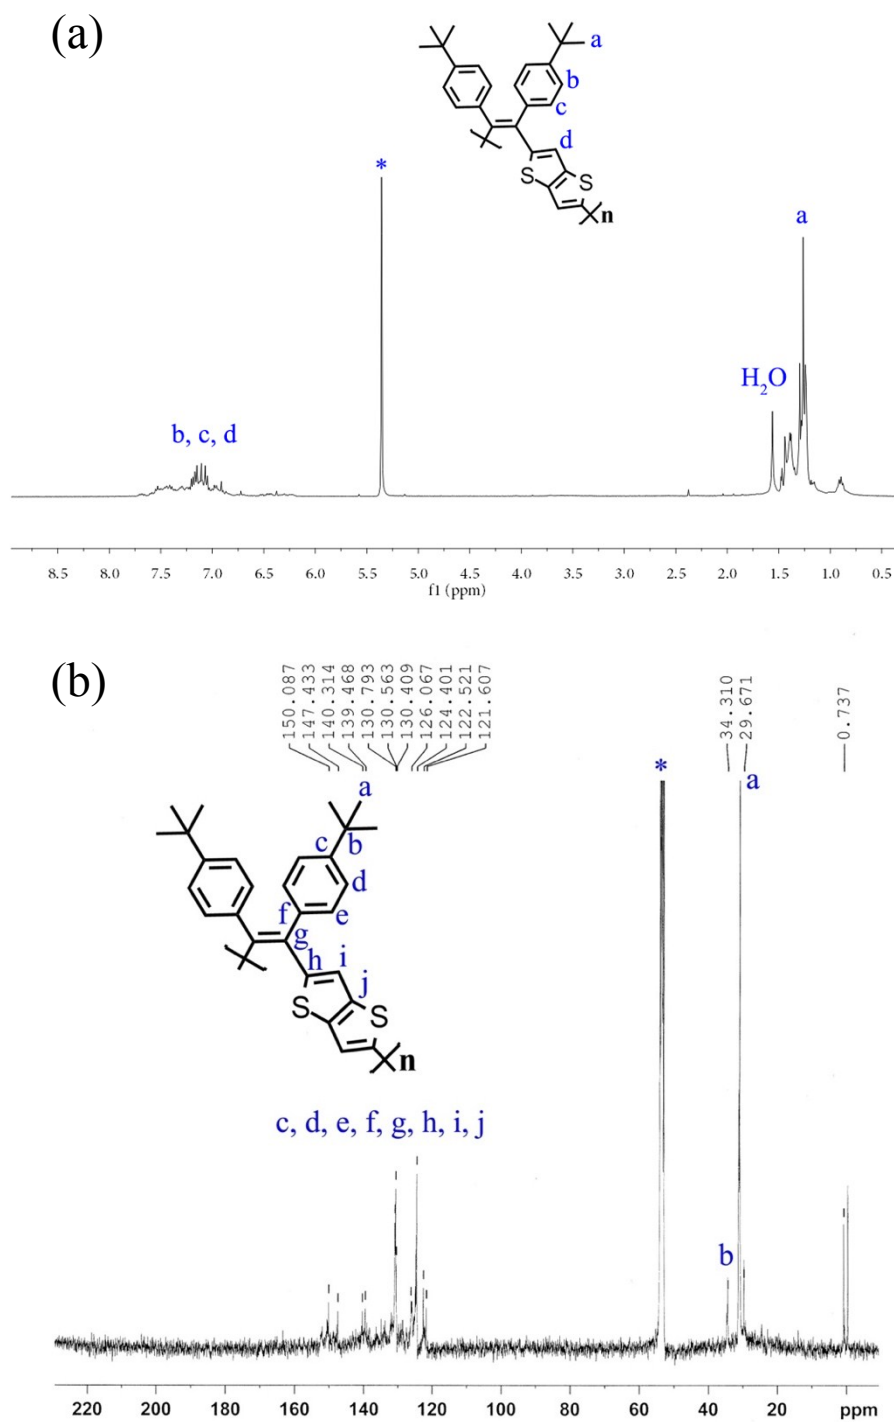 (a)
a
b
c
d
S
S
n
*
a
H2O
b, c, d
8.5 8.0 7.5 7.0 6.5 6.0 5.5 5.0 4.5 4.0 3.5 3.0 2.5 2.0 1.5 1.0 0.5
f1 (ppm)
(b)
150.087
147.433
140.314
139.468
130.793
130.563
130.409
126.067
124.401
122.521
121.607
34.310
29.671
0.737
*
a
a
c
b
d
f
e
g
h
i
j
S
S
n
c, d, e, f, g, h, i, j
b
220 200 180 160 140 120 100 80 60 40 20 ppm